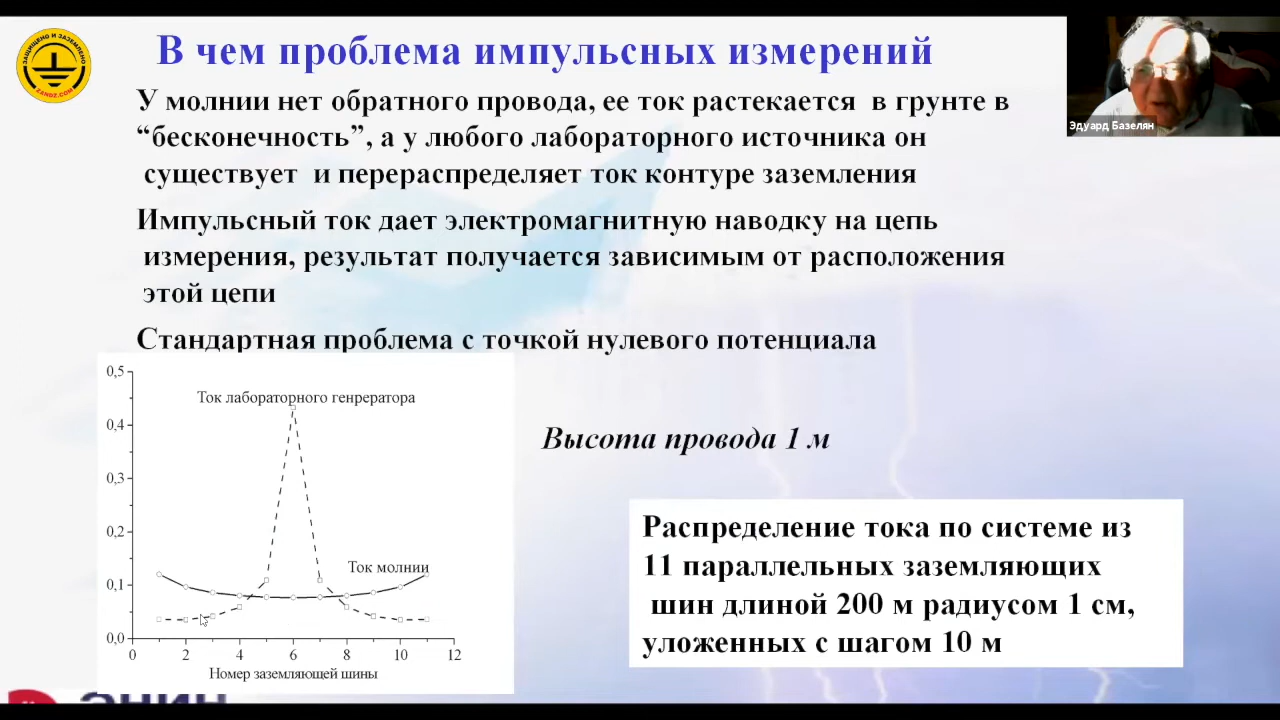 В чем проблема импульсных измерений
У молнии нет обратного провода, ее ток растекается в грунте в
“бесконечность”, а у любого лабораторного источника он
существует и перераспределяет ток контуре заземления
Импульсный ток дает электромагнитную наводку на цепь
измерения, результат получается зависимым от расположения
этой цепи
Стандартная проблема с точкой нулевого потенциала
Высота провода 1 м
Распределение тока по системе из
11 параллельных заземляющих
шин длиной 200 м радиусом 1 см,
уложенных с шагом 10 м
Ток лабораторного генрератора
Ток молнии
0,5
0,4
0,3
0,2
0,1
0,0
0 2 4 6 8 10 12
Номер заземляющей шины
Эдуард Базелян
ЗАЩИЩЕНО И ЗАЗЕМЛЕНО
ZANDZ.COM